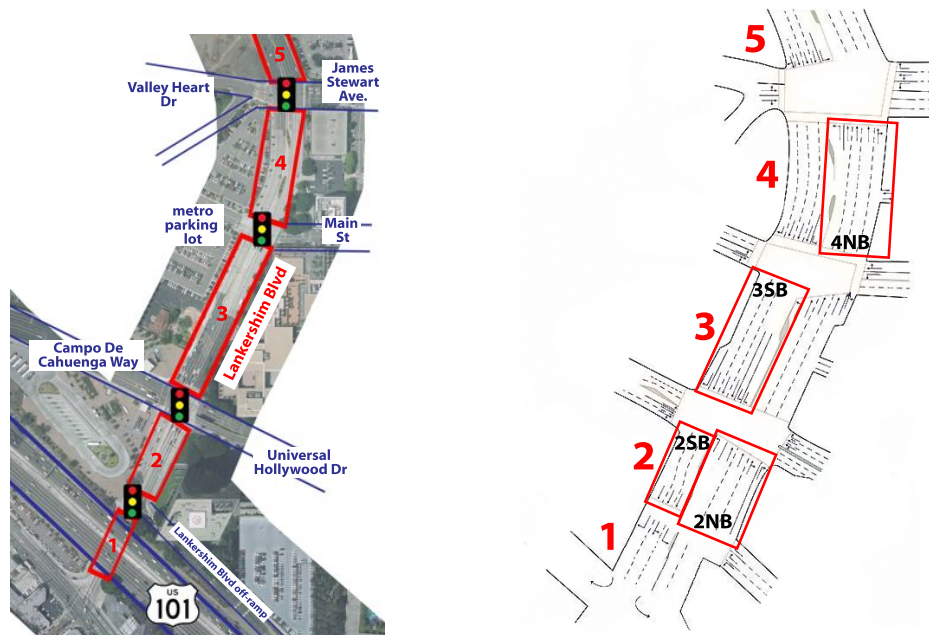 5
James
Stewart
Ave.
Valley Heart
Dr
4
metro
parking
lot
Main
St
3
Lankershim Blvd
Campo De
Cahuenga Way
2
Universal
Hollywood Dr
1
Lankershim Blvd off-ramp
US
101
5
4
4NB
3SB
3
2SB
2
2NB
1